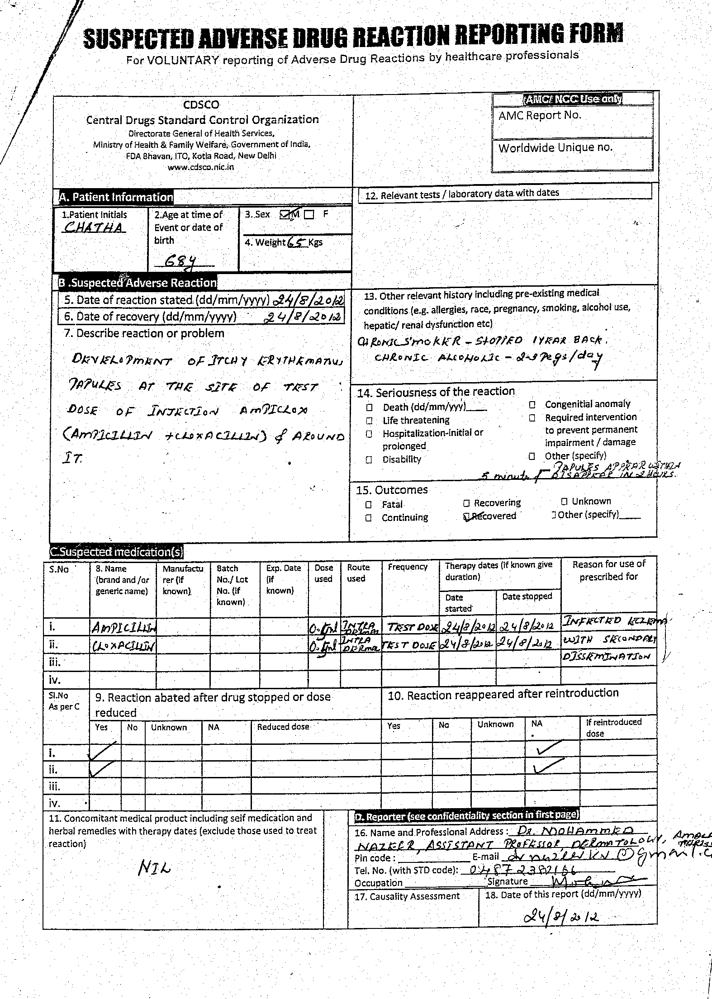 SUSPECTED ADVERSE DRUG REACTION REPORTING FORM
For VOLUNTARY reporting of Adverse Drug Reactions by healthcare professionals
CDSCO
Central Drugs Standard Control Organization
Directorate General of Health Services,
Ministry of Health & Family Welfare, Government of India,
FDA Bhavan, ITO, Kotla Road, New Delhi
www.cdsco.nic.in
(AMC/ NCC Use only
AMC Report No.
Worldwide Unique no.
A. Patient Information
1.Patient Initials
CHATHA
2.Age at time of
Event or date of
birth
68y
3. Sex M F
4. Weight 65 Kgs
B .Suspected Adverse Reaction
5. Date of reaction stated (dd/mm/yyyy) 24/8/2012
6. Date of recovery (dd/mm/yyyy) 24/8/2012
7. Describe reaction or problem
DEVELOPMENT OF ITCHY ERYTHEMATUS
PAPULES AT THE SITE OF TEST
DOSE OF INJECTION AMPICLOX
(AMPICILLIN +CLOXACILLIN) & AROUND
IT.
12. Relevant tests / laboratory data with dates
13. Other relevant history including pre-existing medical
conditions (e.g. allergies, race, pregnancy, smoking, alcohol use,
hepatic/ renal dysfunction etc)
CHRONIC SMOKER - STOPPED 1YEAR BACK.
CHRONIC ALCOHOLIC - 2-3 Pegs/day
14. Seriousness of the reaction
Death (dd/mm/yyy)____
Life threatening
Hospitalization-initial or
prolonged
Disability
Congenitial anomaly
Required intervention
to prevent permanent
impairment / damage
Other (specify)
PAPULES APPEAR WITHIN
5 minute & DISAPPEAR IN 2 HOURS.
15. Outcomes
Fatal Recovering Unknown
Continuing Recovered Other (specify)____
C.Suspected medication(s)
S.No
8. Name
(brand and /or
generic name)
Manufactu
rer (if
known)
Batch
No./ Lot
No. (if
known)
Exp. Date
(if
known)
Dose
used
Route
used
Frequency
Therapy dates (if known give
duration)
Date
started
Date stopped
Reason for use of
prescribed for
i. AMPICILLIN INTRA DERMAL TEST DOSE 24/8/2012 24/8/2012 INFECTED ECZEMA
ii. CLOXACILLIN INTRA DERMA TEST DOSE 24/8/2012 24/8/2012 WITH SECONDARY
iii. DISSEMINATION
iv.
Sl.No
As per C
9. Reaction abated after drug stopped or dose
reduced
10. Reaction reappeared after reintroduction
Yes No Unknown NA Reduced dose Yes No Unknown NA If reintroduced
dose
i.
ii.
iii.
iv.
11. Concomitant medical product including self medication and
herbal remedies with therapy dates (exclude those used to treat
reaction)
NIL
D. Reporter (see confidentiality section in first page)
16. Name and Professional Address : Dr. MOHAMMED
NAZEER, ASSISTANT PROFESSOR, DERMATOLOGY,
Pin code : E-mail
Tel. No. (with STD code): 0487 2382166
Occupation Signature
17. Causality Assessment
18. Date of this report (dd/mm/yyyy)
24/8/2012